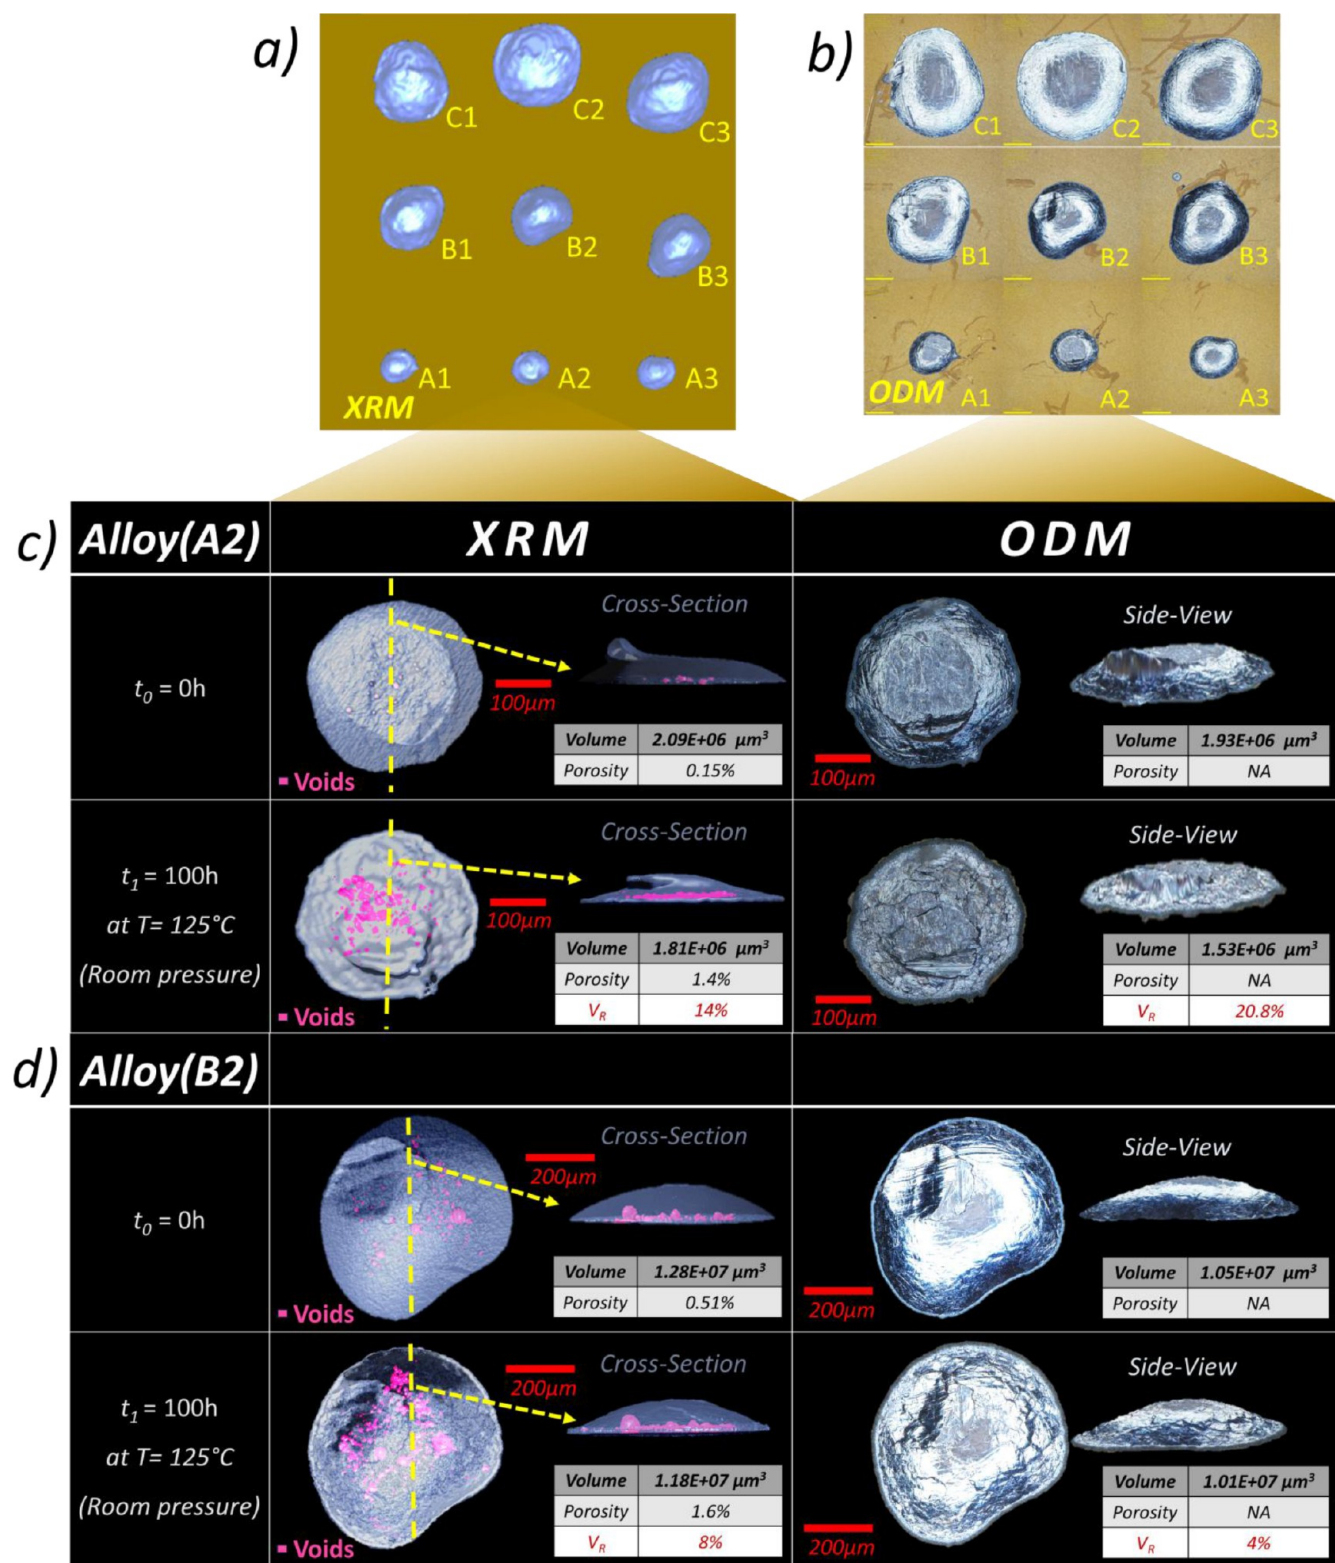 a)
C1
C2
C3
B1
B2
B3
A1
A2
A3
XRM
b)
C1
C2
C3
B1
B2
B3
A1
A2
A3
ODM
c)
Alloy(A2) XRM ODM
t0 = 0h
Cross-Section
100µm
Volume 2.09E+06 µm³
Porosity 0.15%
Voids
Side-View
100µm
Volume 1.93E+06 µm³
Porosity NA
t1 = 100h
at T= 125°C
(Room pressure)
Cross-Section
100µm
Volume 1.81E+06 µm³
Porosity 1.4%
VR 14%
Voids
Side-View
100µm
Volume 1.53E+06 µm³
Porosity NA
VR 20.8%
d)
Alloy(B2)
t0 = 0h
Cross-Section
200µm
Volume 1.28E+07 µm³
Porosity 0.51%
Voids
Side-View
200µm
Volume 1.05E+07 µm³
Porosity NA
t1 = 100h
at T= 125°C
(Room pressure)
Cross-Section
200µm
Volume 1.18E+07 µm³
Porosity 1.6%
VR 8%
Voids
Side-View
200µm
Volume 1.01E+07 µm³
Porosity NA
VR 4%